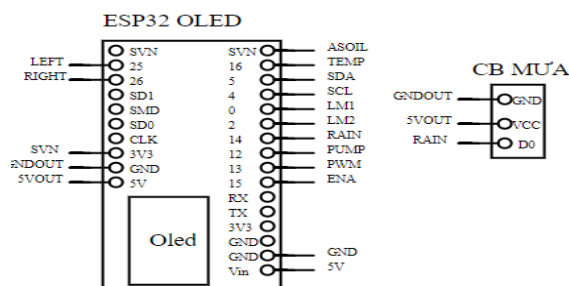 ESP32 OLED
SVN SVN ASOIL
LEFT 25 16 TEMP
RIGHT 26 5 SDA
SD1 4 SCL
SMD 0 LM1
SD0 2 LM2
CLK 14 RAIN
SVN 3V3 12 PUMP
GNDOUT GND 13 PWM
5VOUT 5V 15 ENA
RX
TX
Oled 3V3
GND
GND GND
Vin 5V
CB MƯA
GNDOUT GND
5VOUT VCC
RAIN D0